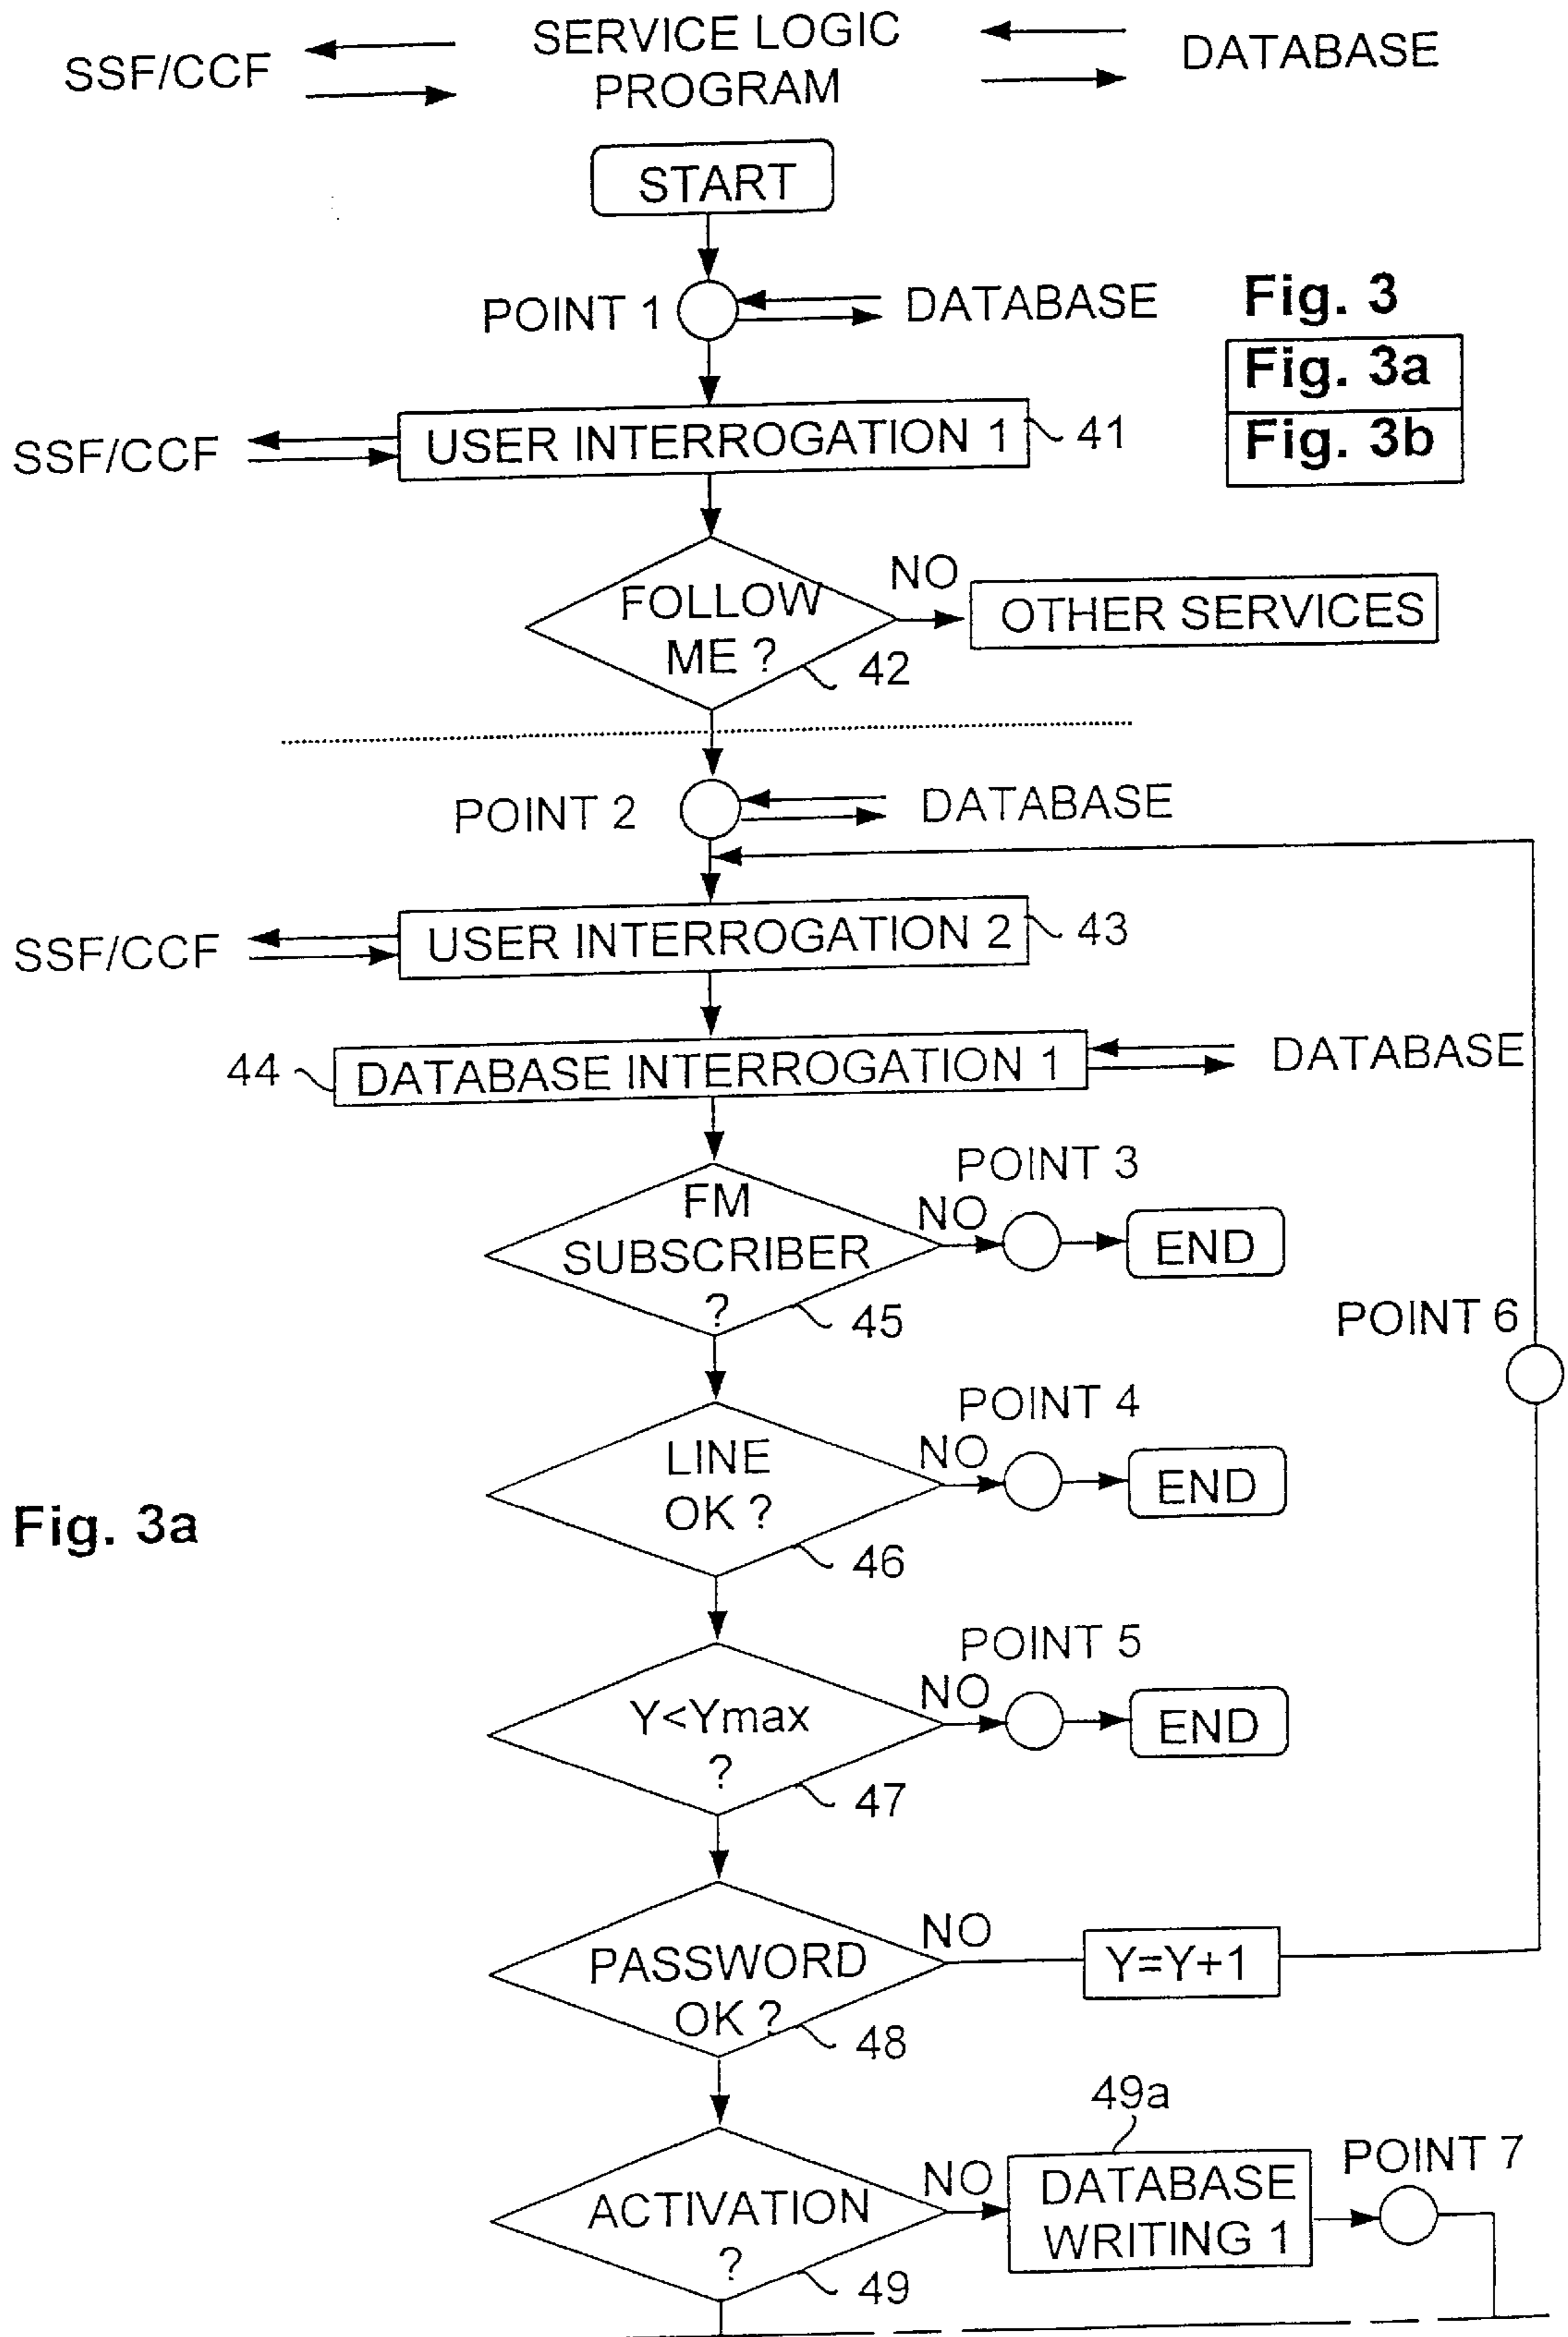 SERVICE LOGIC
SSF/CCF
PROGRAM
DATABASE
START
POINT 1
DATABASE
Fig. 3
Fig. 3a
Fig. 3b
SSF/CCF
USER INTERROGATION 1
41
FOLLOW
ME ?
NO
OTHER SERVICES
42
POINT 2
DATABASE
SSF/CCF
USER INTERROGATION 2
43
44
DATABASE INTERROGATION 1
DATABASE
FM
SUBSCRIBER
?
NO
POINT 3
END
45
POINT 6
LINE
OK ?
NO
POINT 4
END
46
Fig. 3a
Y<Ymax
?
NO
POINT 5
END
47
PASSWORD
OK ?
NO
Y=Y+1
48
ACTIVATION
?
NO
49a
DATABASE
WRITING 1
POINT 7
49